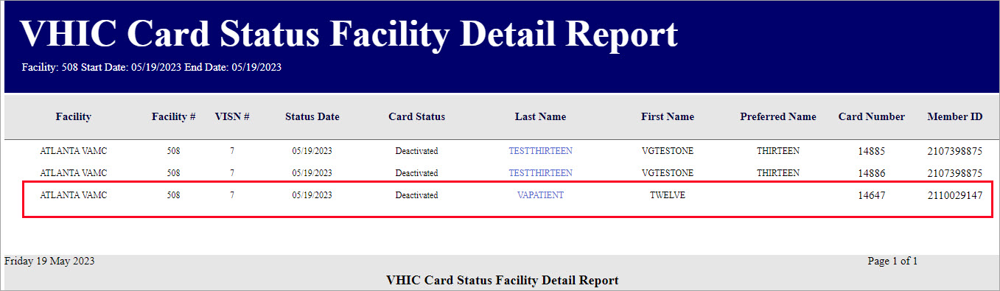 VHIC Card Status Facility Detail Report
Facility: 508 Start Date: 05/19/2023 End Date: 05/19/2023
Facility Facility # VISN # Status Date Card Status Last Name First Name Preferred Name Card Number Member ID
ATLANTA VAMC 508 7 05/19/2023 Deactivated TESTTHIRTEEN VGTESTONE THIRTEEN 14885 2107398875
ATLANTA VAMC 508 7 05/19/2023 Deactivated TESTTHIRTEEN VGTESTONE THIRTEEN 14886 2107398875
ATLANTA VAMC 508 7 05/19/2023 Deactivated VAPATIENT TWELVE 14647 2110029147
Friday 19 May 2023 Page 1 of 1
VHIC Card Status Facility Detail Report